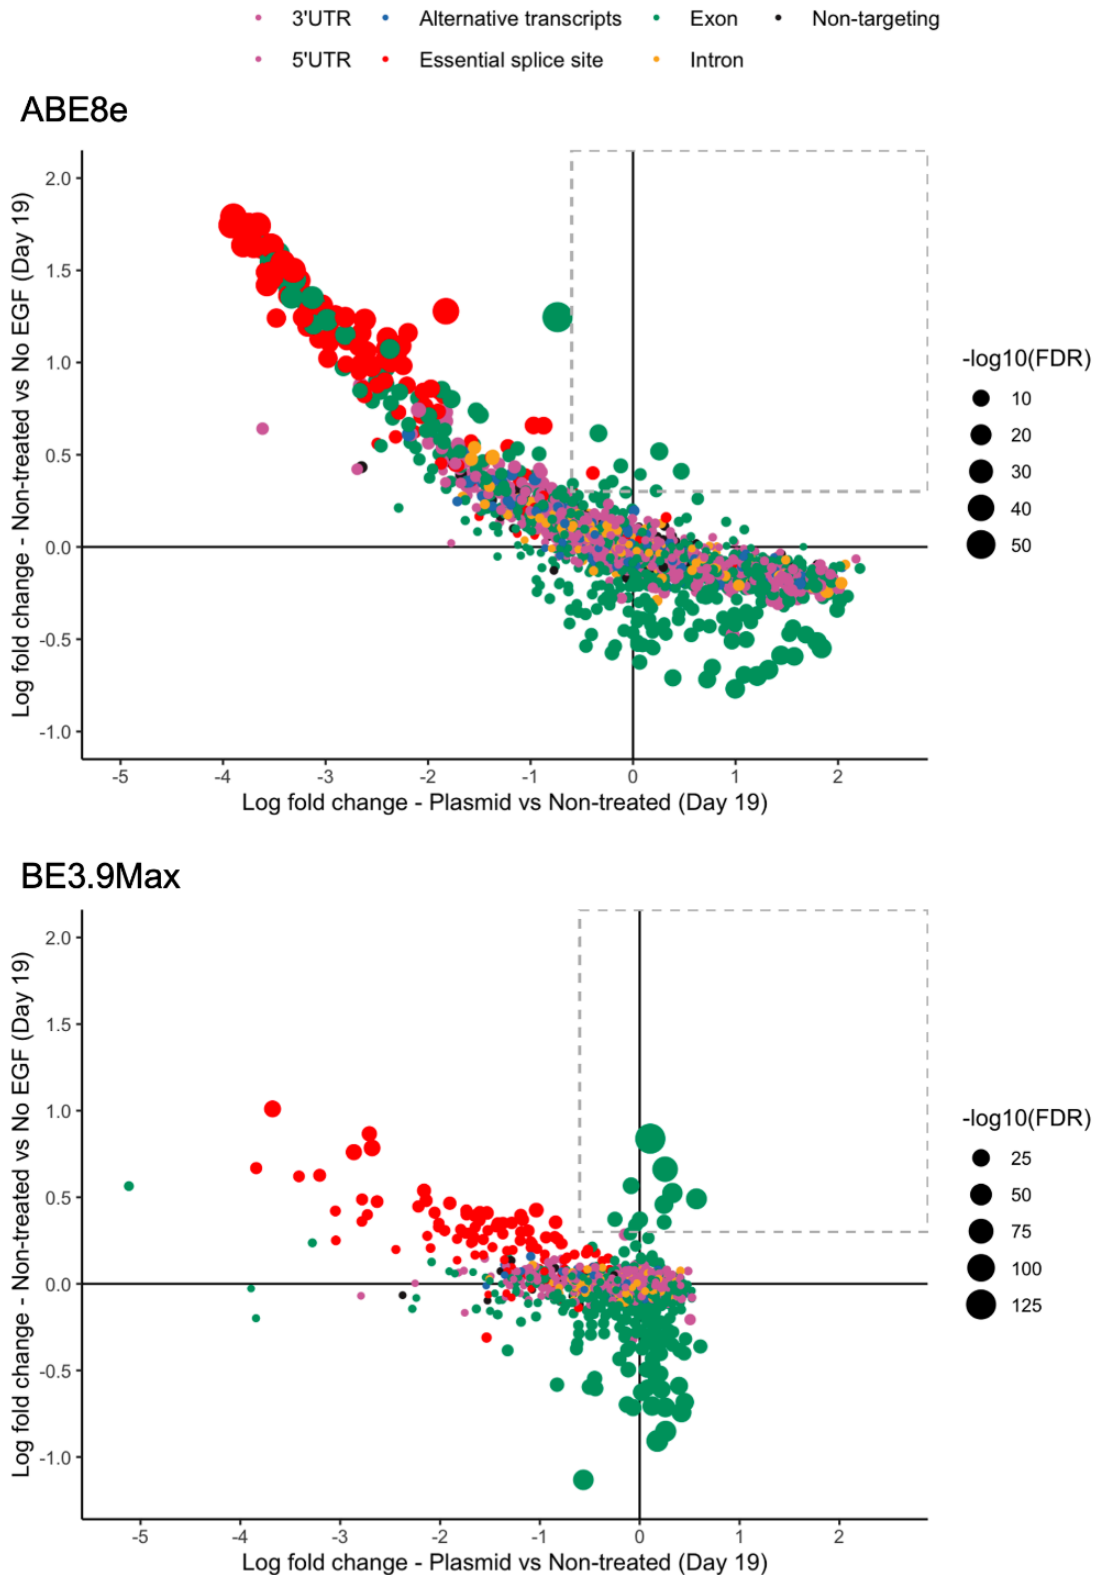 3'UTR Alternative transcripts Exon Non-targeting
5'UTR Essential splice site Intron
ABE8e
Log fold change - Non-treated vs No EGF (Day 19)
2.0
1.5
1.0
0.5
0.0
-0.5
-1.0
-5 -4 -3 -2 -1 0 1 2
Log fold change - Plasmid vs Non-treated (Day 19)
-log10(FDR)
10
20
30
40
50
BE3.9Max
Log fold change - Non-treated vs No EGF (Day 19)
2.0
1.5
1.0
0.5
0.0
-0.5
-1.0
-5 -4 -3 -2 -1 0 1 2
Log fold change - Plasmid vs Non-treated (Day 19)
-log10(FDR)
25
50
75
100
125